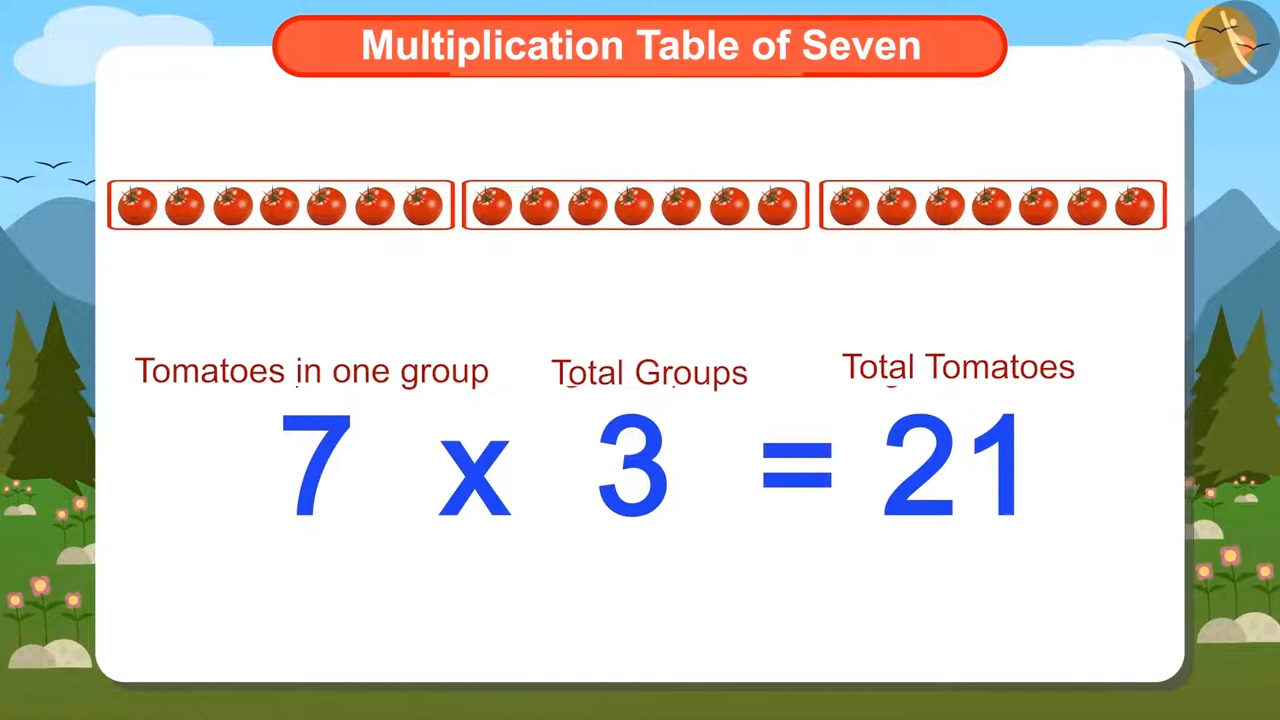 Multiplication Table of Seven
Tomatoes in one group Total Groups Total Tomatoes
7 x 3 = 21